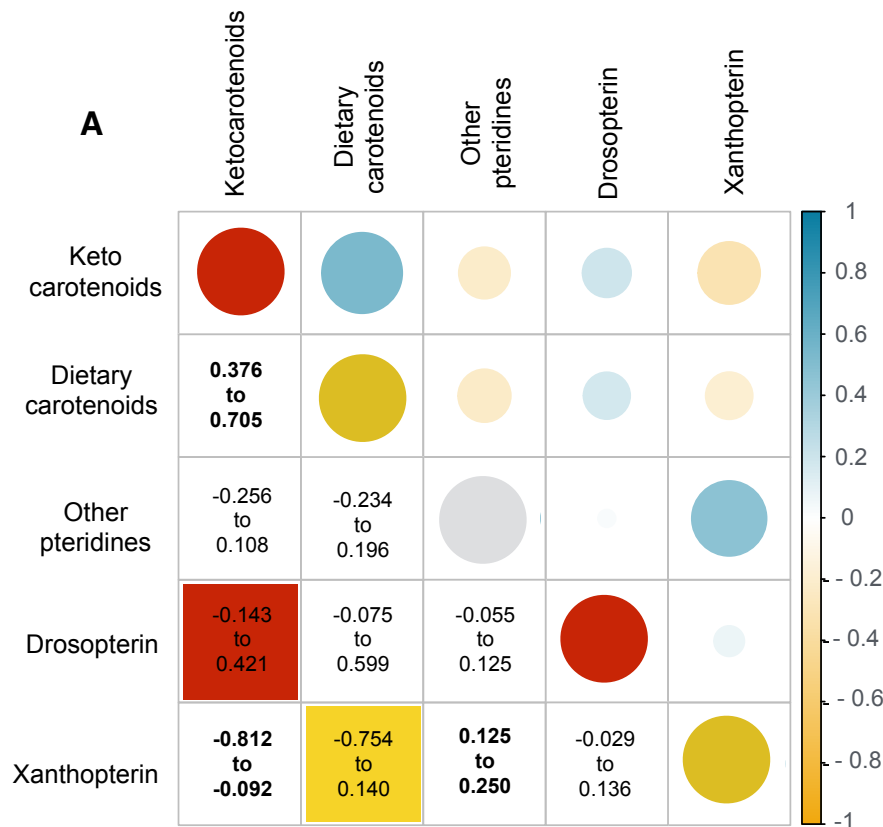 A
Ketocarotenoids
Dietary
carotenoids
Other
pteridines
Drosopterin
Xanthopterin
Keto
carotenoids
Dietary
carotenoids
0.376
to
0.705
Other
pteridines
-0.256
to
0.108
-0.234
to
0.196
Drosopterin
-0.143
to
0.421
-0.075
to
0.599
-0.055
to
0.125
Xanthopterin
-0.812
to
-0.092
-0.754
to
0.140
0.125
to
0.250
-0.029
to
0.136
1
0.8
0.6
0.4
0.2
0
- 0.2
- 0.4
- 0.6
- 0.8
-1